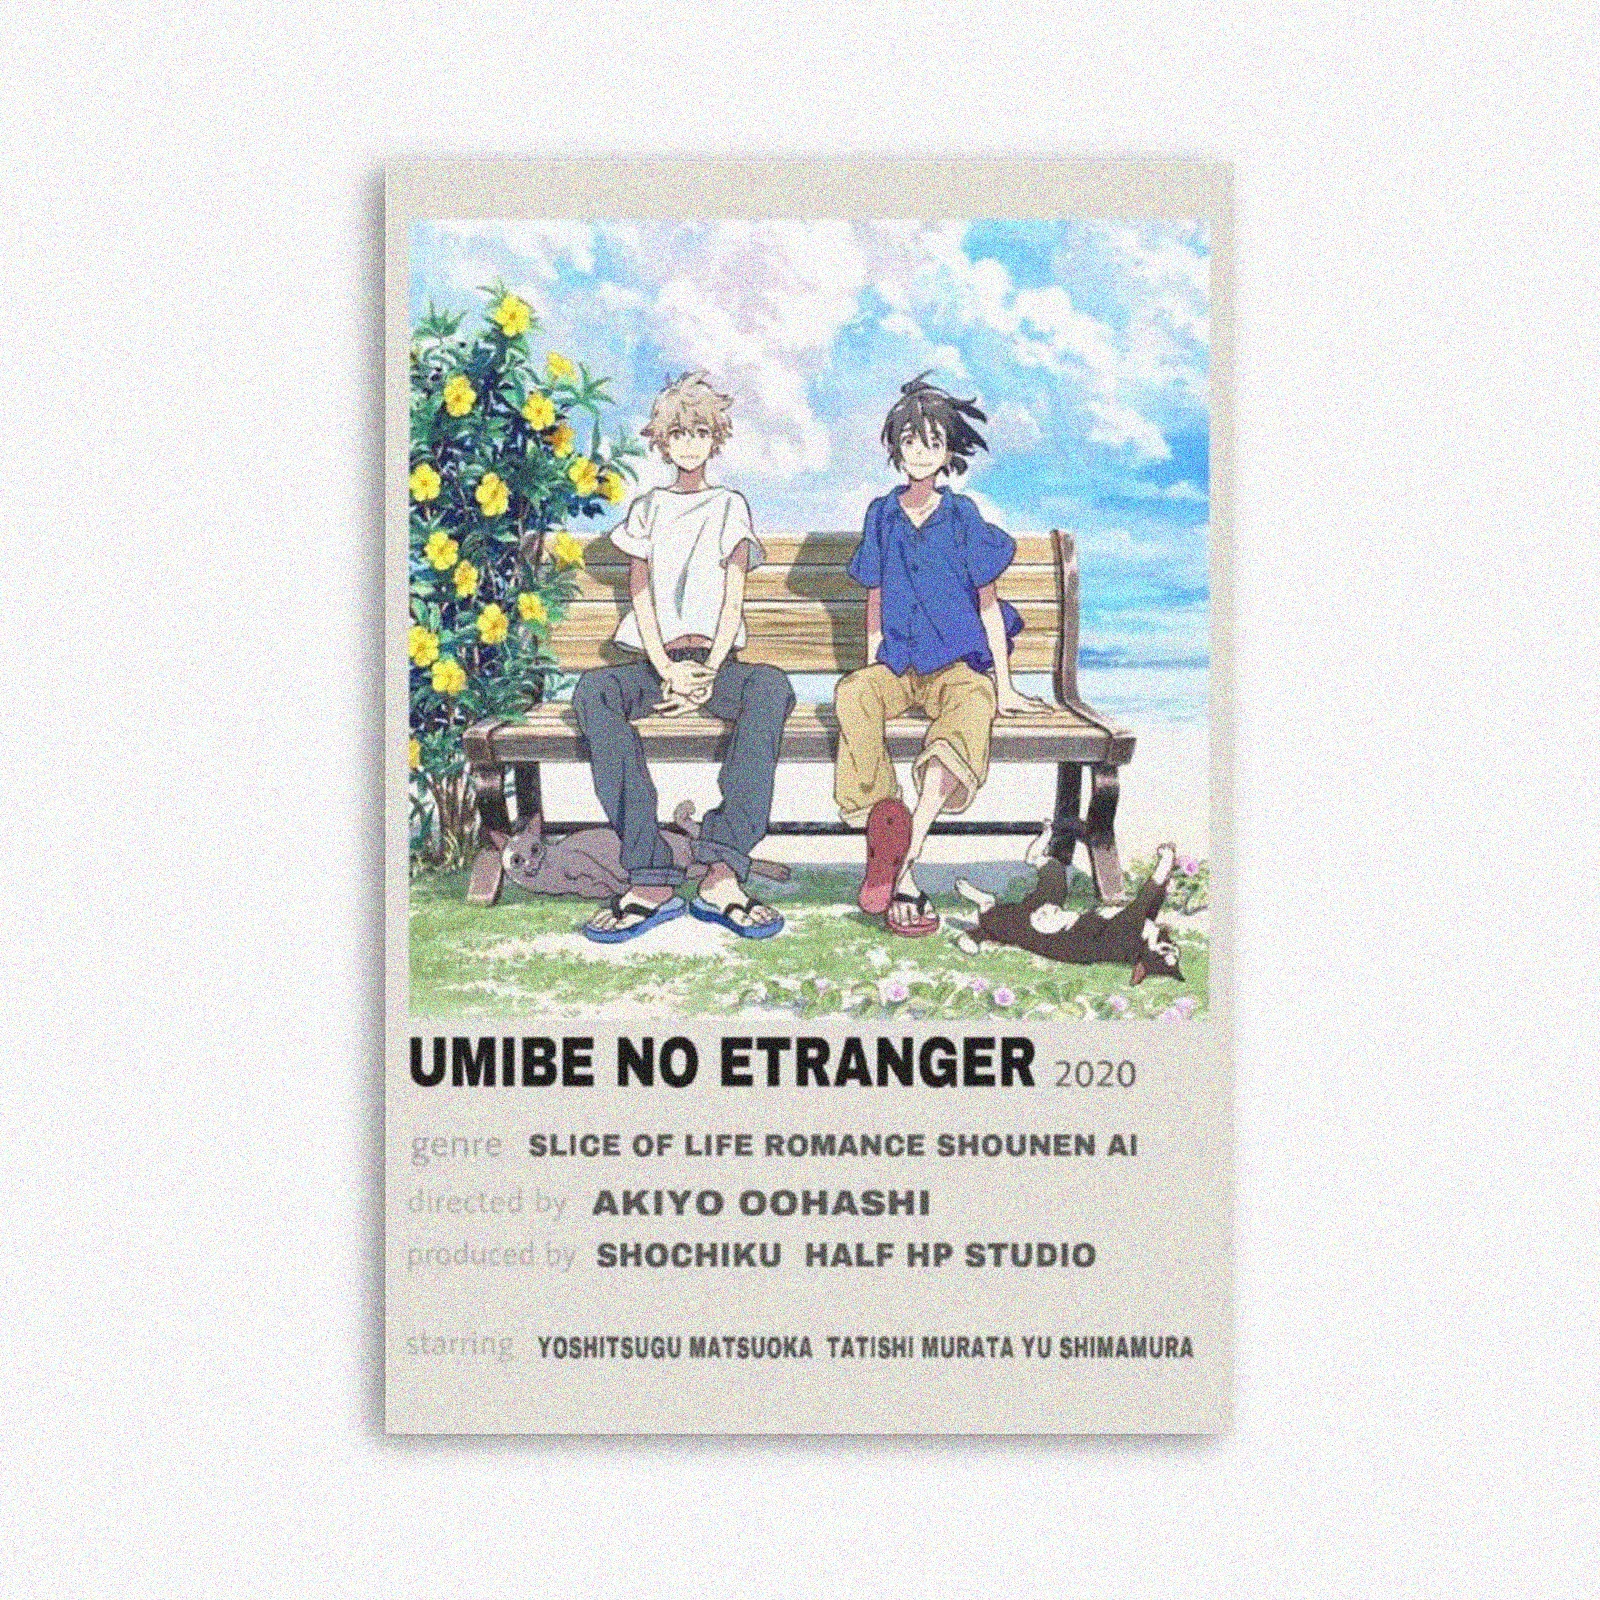 UMIBE NO ETRANGER 2020
genre SLICE OF LIFE ROMANCE SHOUNEN AI
directed by AKIYO OOHASHI
produced by SHOCHIKU HALF HP STUDIO
starring YOSHITSUGU MATSUOKA TATISHI MURATA YU SHIMAMURA